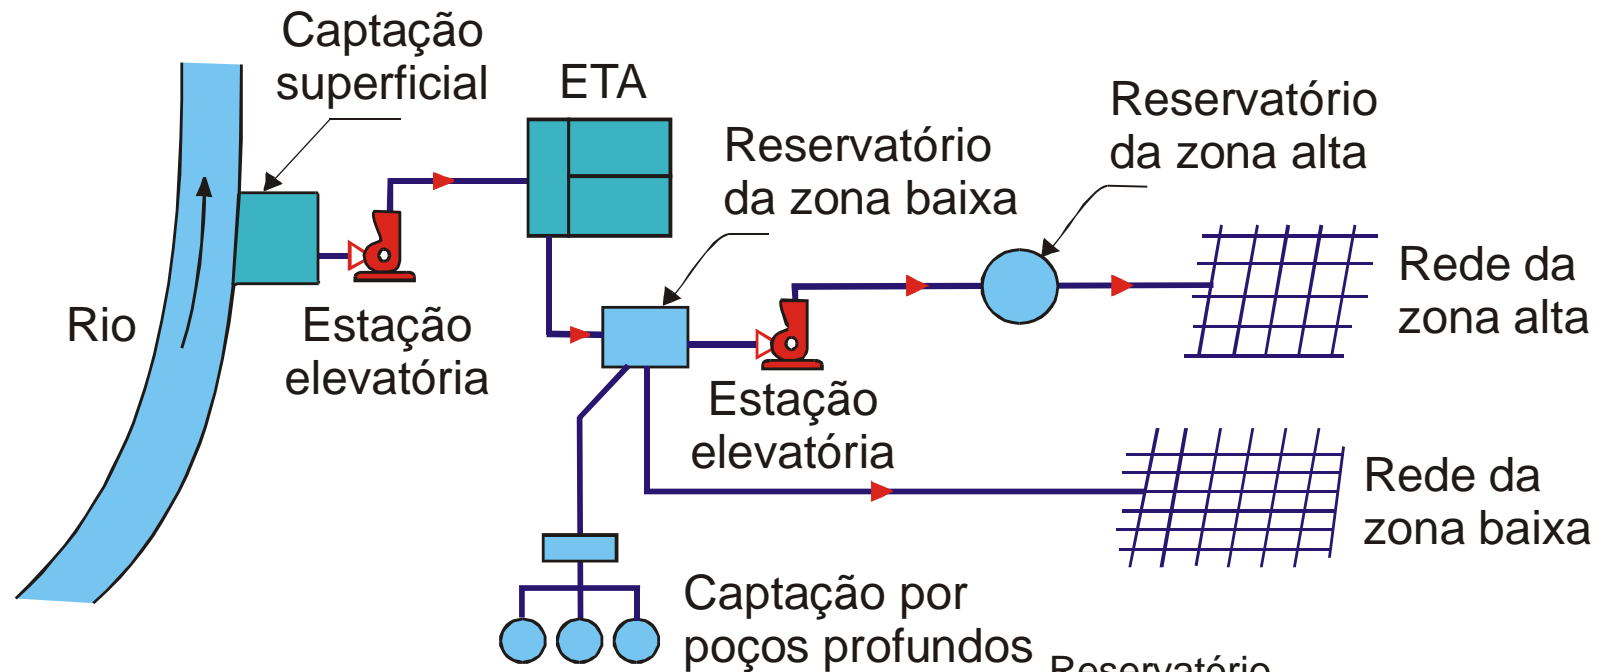 Captação
superficial
ETA
Reservatório
da zona baixa
Reservatório
da zona alta
Rio
Estação
elevatória
Estação
elevatória
Rede da
zona alta
Rede da
zona baixa
Captação por
poços profundos
Reservatório